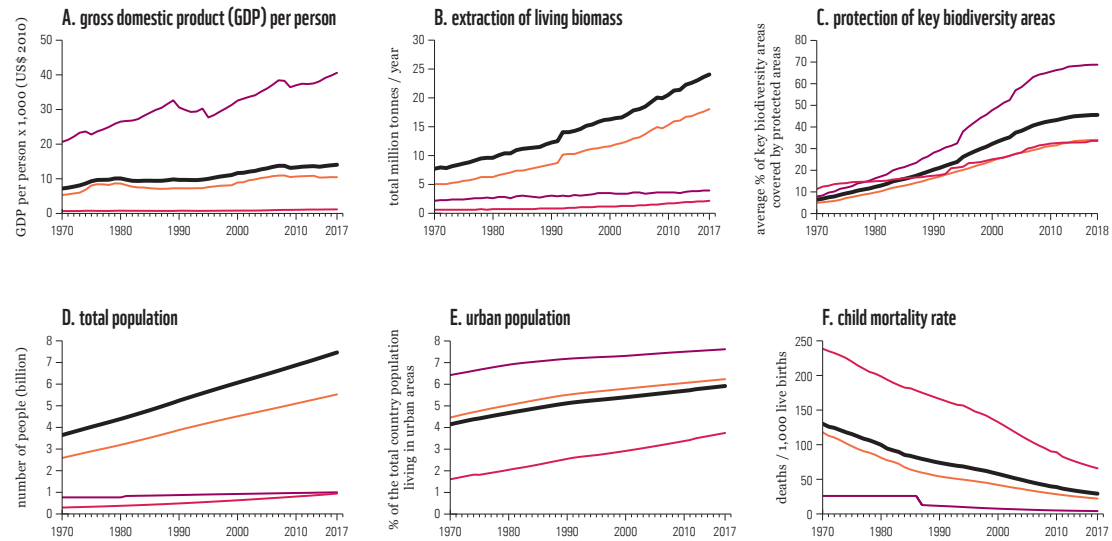 A. gross domestic product (GDP) per person
GDP per person x 1,000 (US$ 2010)
50
40
30
20
10
0
1970 1980 1990 2000 2017
B. extraction of living biomass
total million tonnes / year
30
25
20
15
10
5
0
1970 1980 1990 2000 2017
C. protection of key biodiversity areas
average % of key biodiversity areas
covered by protected areas
80
70
60
50
40
30
20
10
0
1970 1980 1990 2000 2018
D. total population
number of people (billion)
8
7
6
5
4
3
2
1
0
1970 1980 1990 2000 2017
E. urban population
% of the total country population
living in urban areas
8
7
6
5
4
3
2
1
0
1970 1980 1990 2000 2017
F. child mortality rate
deaths / 1,000 live births
250
200
150
100
50
0
1970 1980 1990 2000 2010 2017